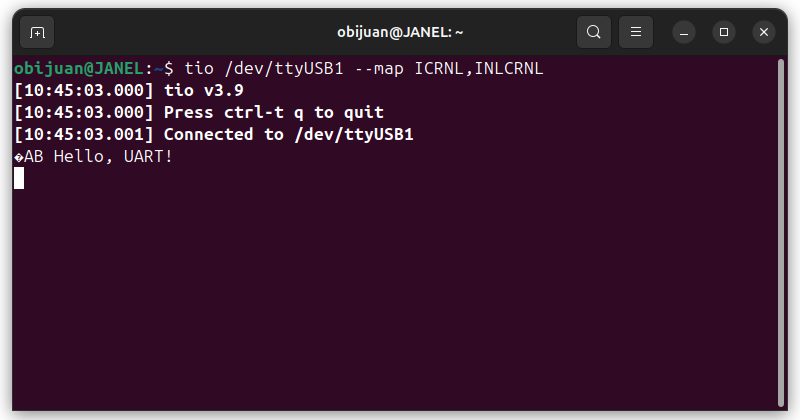 obijuan@JANEL: ~
obijuan@JANEL:~$ tio /dev/ttyUSB1 --map ICRNL,INLCRNL
[10:45:03.000] tio v3.9
[10:45:03.000] Press ctrl-t q to quit
[10:45:03.001] Connected to /dev/ttyUSB1
�AB Hello, UART!